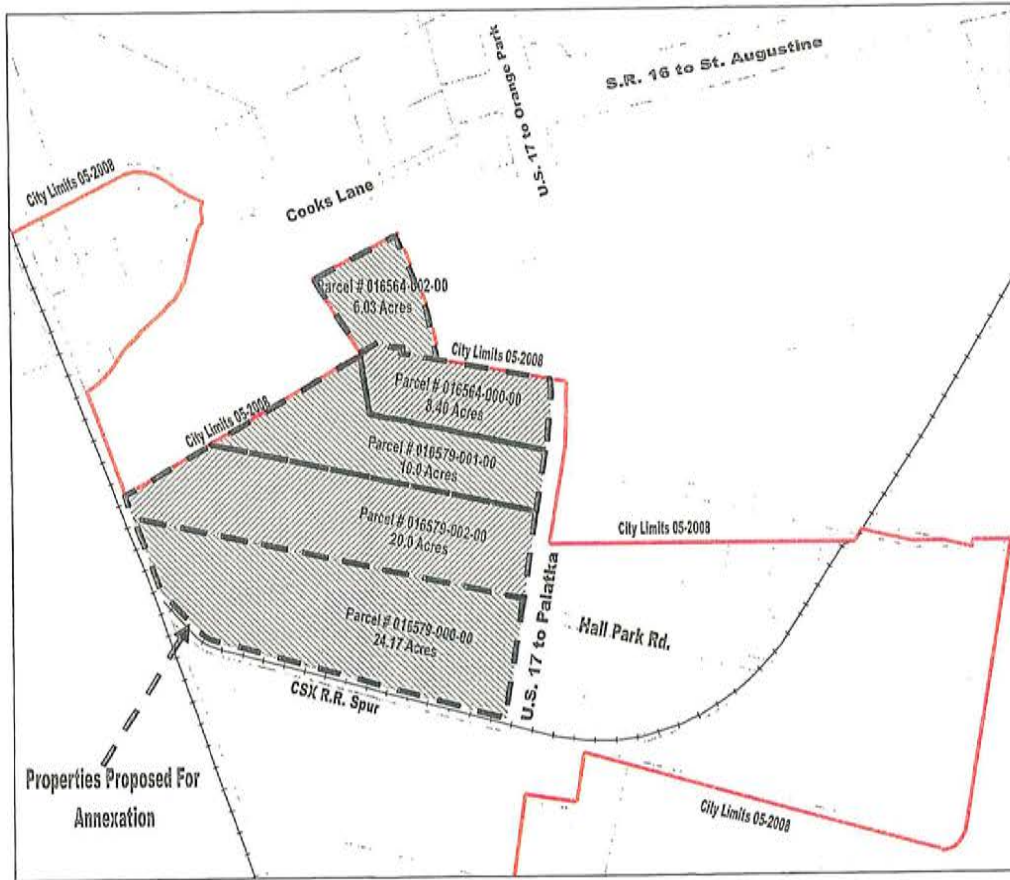 U.S. 17 to Orange Park
S.R. 16 to St. Augustine
City Limits 05-2008
Cooks Lane
Parcel # 016564-002-00
6.03 Acres
City Limits 05-2008
Parcel # 016564-000-00
8.40 Acres
City Limits 05-2008
Parcel # 016579-001-00
10.0 Acres
Parcel # 016579-002-00
20.0 Acres
City Limits 05-2008
U.S. 17 to Palatka
Parcel # 016579-000-00
24.17 Acres
Hall Park Rd.
CSX R.R. Spur
Properties Proposed For
Annexation
City Limits 05-2008